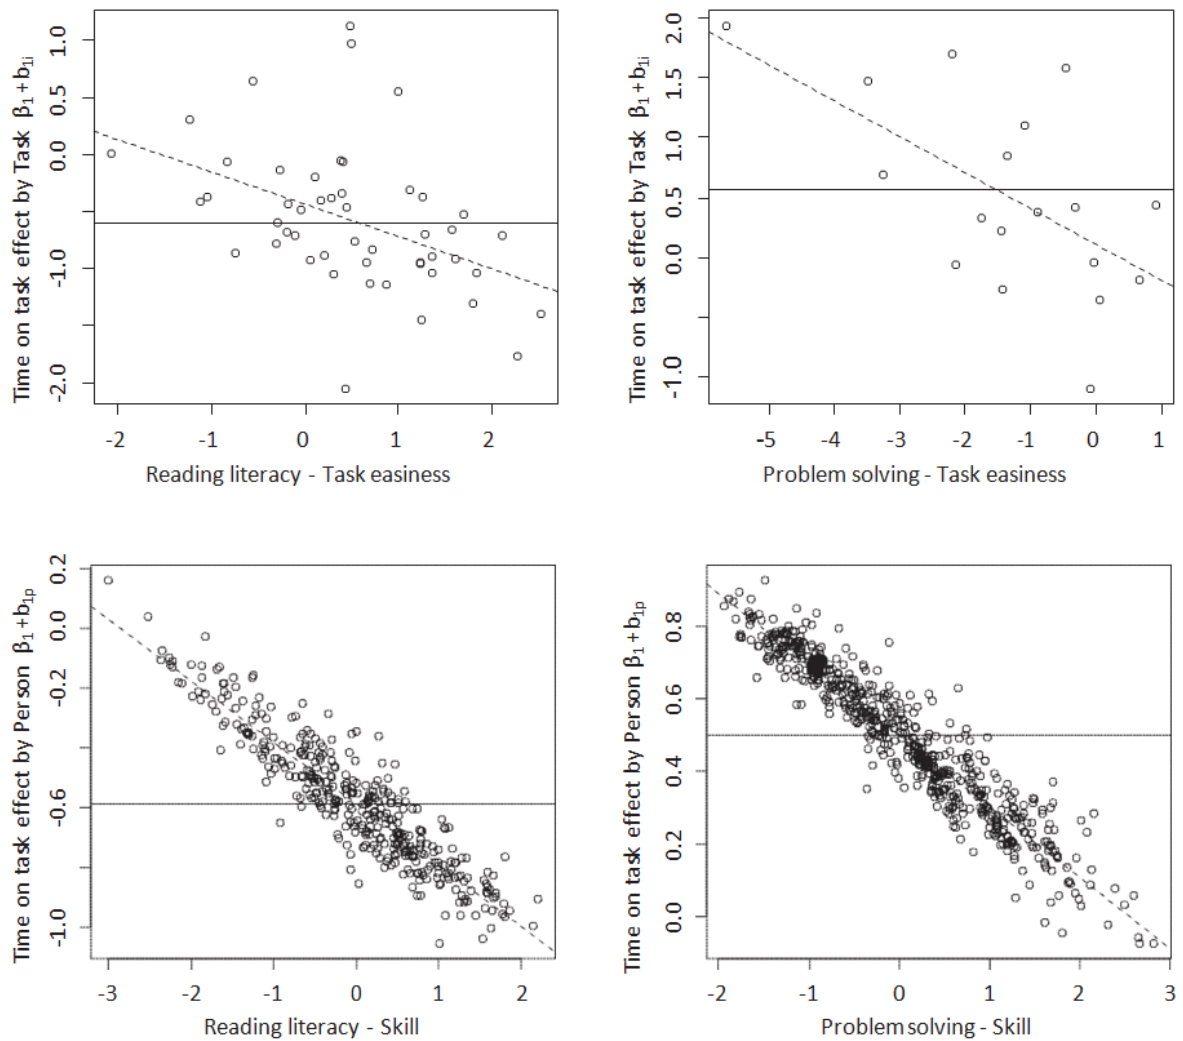 Time on task effect by Task β₁+b₁ᵢ
1.0
0.5
0.0
-1.0
-2.0
-2 -1 0 1 2
Reading literacy - Task easiness
Time on task effect by Task β₁+b₁ᵢ
2.0
1.5
1.0
0.5
0.0
-1.0
-5 -4 -3 -2 -1 0 1
Problem solving - Task easiness
Time on task effect by Person β₁+b₁ₚ
0.2
0.0
-0.2
-0.6
-1.0
-3 -2 -1 0 1 2
Reading literacy - Skill
Time on task effect by Person β₁+b₁ₚ
0.8
0.6
0.4
0.2
0.0
-2 -1 0 1 2 3
Problem solving - Skill